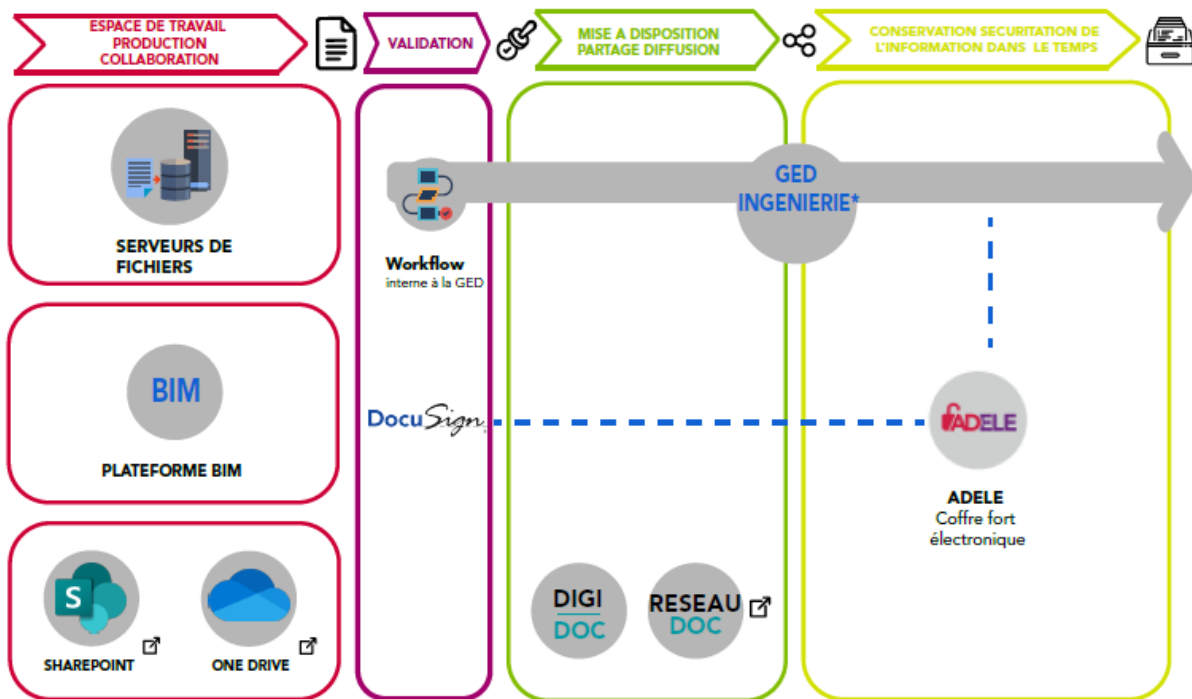 ESPACE DE TRAVAIL
PRODUCTION
COLLABORATION
VALIDATION
MISE A DISPOSITION
PARTAGE DIFFUSION
CONSERVATION SECURITATION DE
L'INFORMATION DANS LE TEMPS
SERVEURS DE
FICHIERS
BIM
PLATEFORME BIM
S
SHAREPOINT
ONE DRIVE
Workflow
interne à la GED
DocuSign
GED
INGENIERIE*
DIGI
DOC
RESEAU
DOC
ADELE
ADELE
Coffre fort
électronique